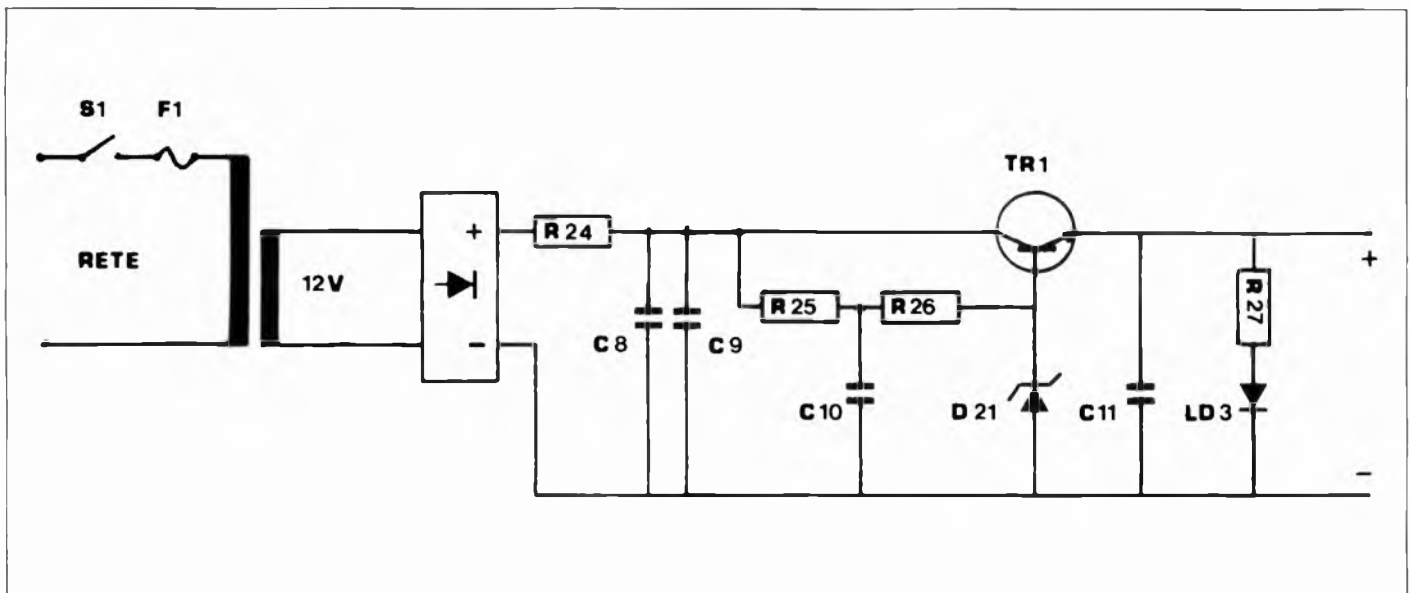 S1 F1
TR1
RETE
12V
+
-
R 24
R 25
R 26
R 27
+
C 8
C 9
C 10
D 21
C 11
LD 3
-